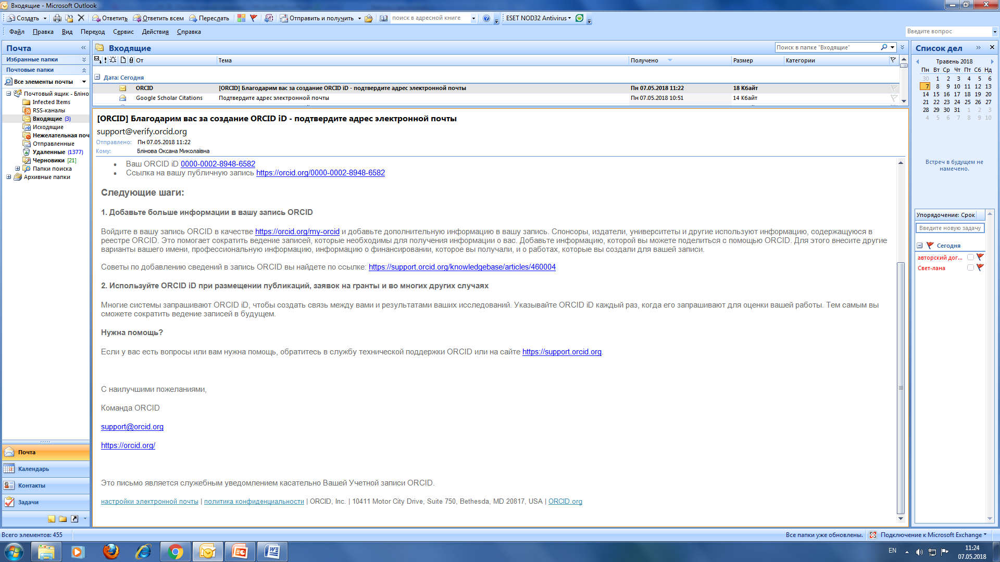 Входящие - Microsoft Outlook
Создать Ответить Ответить всем Переслать Отправить и получить поиск в адресной книге ESET NOD32 Antivirus
Файл Правка Вид Переход Сервис Действия Справка Введите вопрос
Почта «
Избранные папки
Почтовые папки
Все элементы почты
Почтовый ящик - Бліно
Infected Items
RSS-каналы
Входящие (3)
Исходящие
Нежелательная поч
Отправленные
Удаленные (1377)
Черновики [21]
Папки поиска
Архивные папки
Почта
Календарь
Контакты
Задачи
Входящие Поиск в папке "Входящие"
От Тема Получено Размер Категории
Дата: Сегодня
ORCID [ORCID] Благодарим вас за создание ORCID iD - подтвердите адрес электронной почты Пн 07.05.2018 11:22 18 Кбайт
Google Scholar Citations Подтвердите адрес электронной почты Пн 07.05.2018 10:51 14 Кбайт
[ORCID] Благодарим вас за создание ORCID iD - подтвердите адрес электронной почты
support@verify.orcid.org
Отправлено: Пн 07.05.2018 11:22
Кому: Блінова Оксана Миколаївна
• Ваш ORCID iD 0000-0002-8948-6582
• Ссылка на вашу публичную запись https://orcid.org/0000-0002-8948-6582
Следующие шаги:
1. Добавьте больше информации в вашу запись ORCID
Войдите в вашу запись ORCID в качестве https://orcid.org/my-orcid и добавьте дополнительную информацию в вашу запись. Спонсоры, издатели, университеты и другие используют информацию, содержащуюся в
реестре ORCID. Это помогает сократить ведение записей, которые необходимы для получения информации о вас. Добавьте информацию, которой вы можете поделиться с помощью ORCID. Для этого внесите другие
варианты вашего имени, профессиональную информацию, информацию о финансировании, которое вы получали, и о работах, которые вы создали для вашей записи.
Советы по добавлению сведений в запись ORCID вы найдете по ссылке: https://support.orcid.org/knowledgebase/articles/460004
2. Используйте ORCID iD при размещении публикаций, заявок на гранты и во многих других случаях
Многие системы запрашивают ORCID iD, чтобы создать связь между вами и результатами ваших исследований. Указывайте ORCID iD каждый раз, когда его запрашивают для оценки вашей работы. Тем самым вы
сможете сократить ведение записей в будущем.
Нужна помощь?
Если у вас есть вопросы или вам нужна помощь, обратитесь в службу технической поддержки ORCID или на сайте https://support.orcid.org.
С наилучшими пожеланиями,
Команда ORCID
support@orcid.org
https://orcid.org/
Это письмо является служебным уведомлением касательно Вашей Учетной записи ORCID.
настройки электронной почты | политика конфиденциальности | ORCID, Inc. | 10411 Motor City Drive, Suite 750, Bethesda, MD 20817, USA | ORCID.org
Список дел »
Травень 2018
Пн Вт Ср Чт Пт Сб Нд
30 1 2 3 4 5 6
7 8 9 10 11 12 13
14 15 16 17 18 19 20
21 22 23 24 25 26 27
28 29 30 31 1 2 3
4 5 6 7 8 9 10
Встреч в будущем не
намечено.
Упорядочение: Срок
Введите новую задачу
Сегодня
авторский дог...
Свет-лана
Всего элементов: 455 Все папки уже обновлены. Подключение к Microsoft Exchange
EN 11:24
07.05.2018